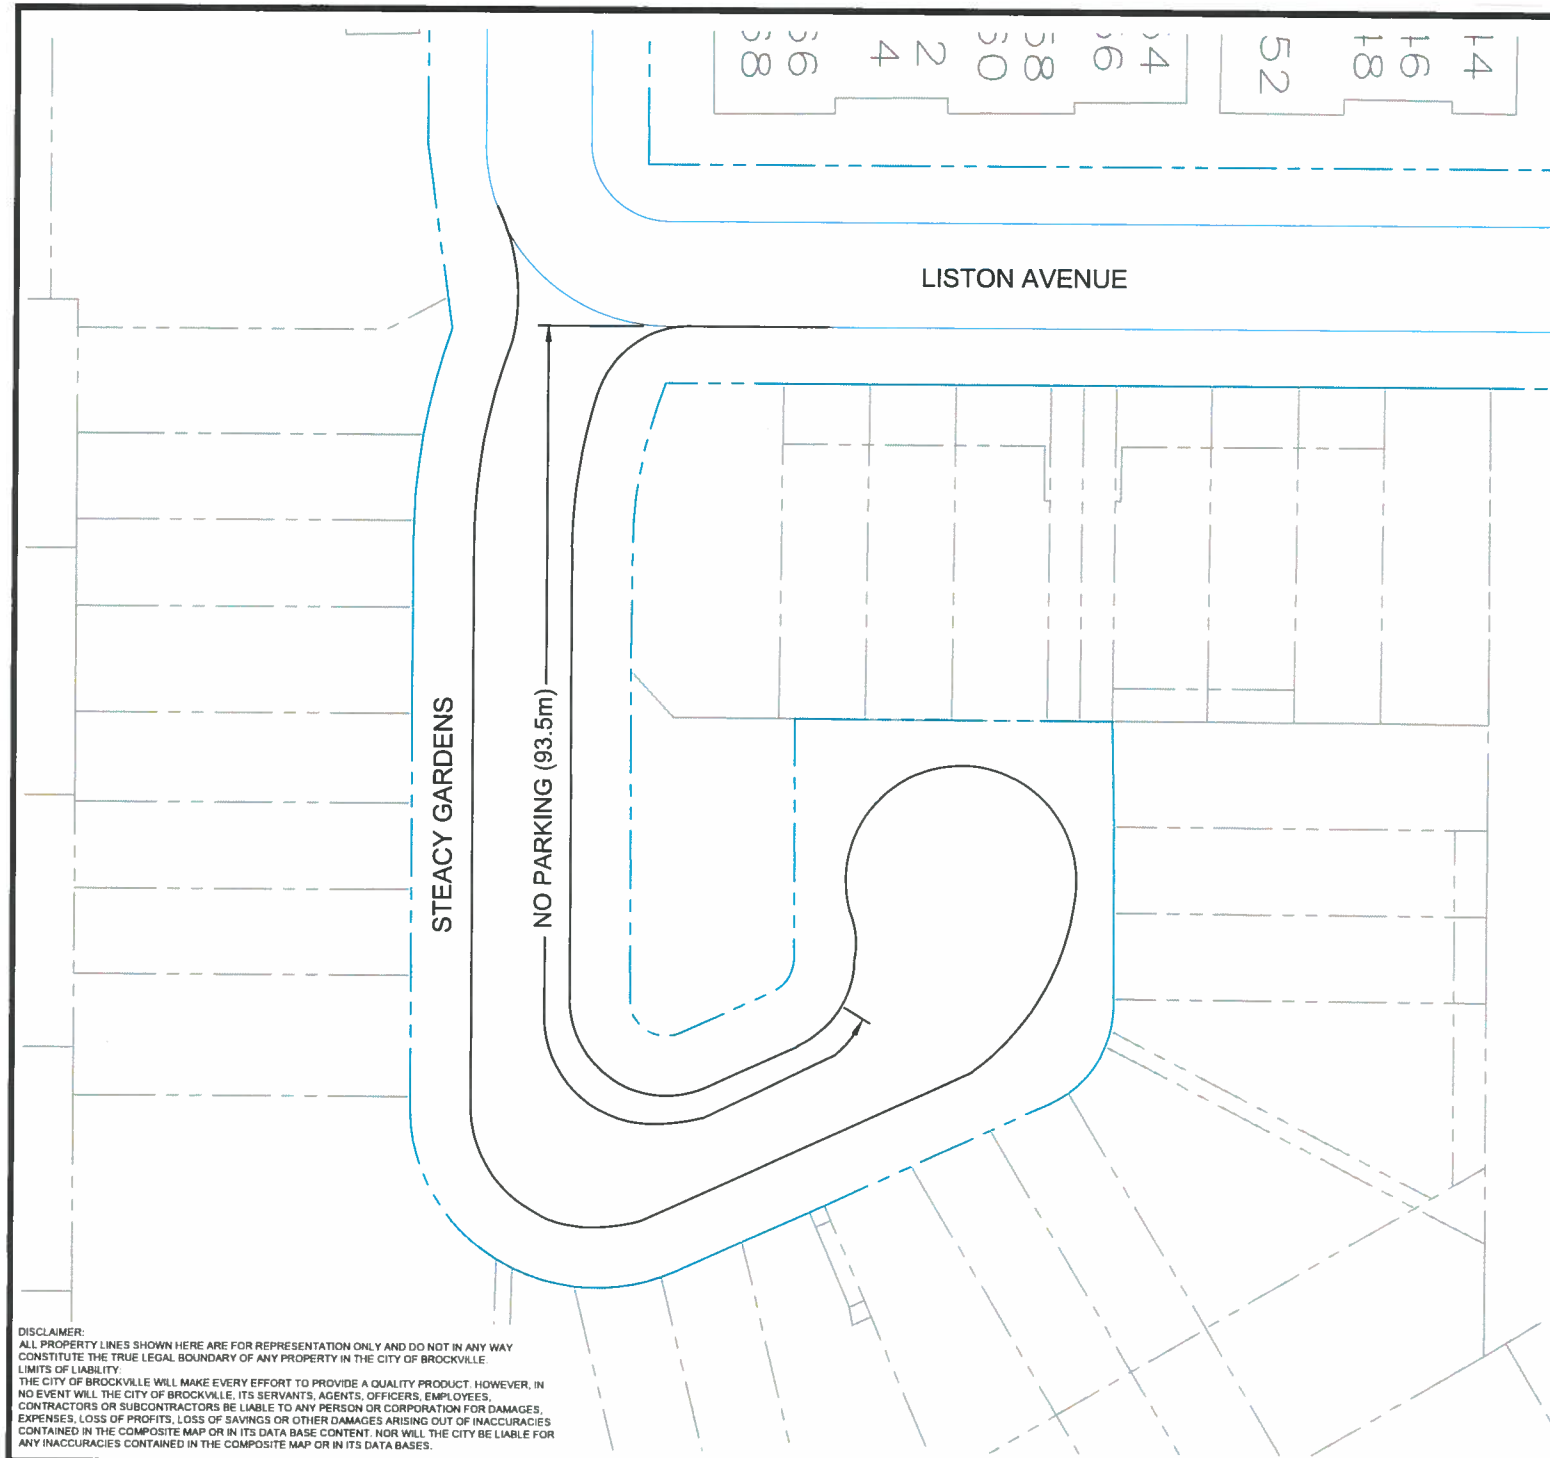 4
2
52
LISTON AVENUE
STEACY GARDENS
NO PARKING (93.5m)
DISCLAIMER:
ALL PROPERTY LINES SHOWN HERE ARE FOR REPRESENTATION ONLY AND DO NOT IN ANY WAY
CONSTITUTE THE TRUE LEGAL BOUNDARY OF ANY PROPERTY IN THE CITY OF BROCKVILLE.
LIMITS OF LIABILITY:
THE CITY OF BROCKVILLE WILL MAKE EVERY EFFORT TO PROVIDE A QUALITY PRODUCT. HOWEVER, IN
NO EVENT WILL THE CITY OF BROCKVILLE, ITS SERVANTS, AGENTS, OFFICERS, EMPLOYEES,
CONTRACTORS OR SUBCONTRACTORS BE LIABLE TO ANY PERSON OR CORPORATION FOR DAMAGES,
EXPENSES, LOSS OF PROFITS, LOSS OF SAVINGS OR OTHER DAMAGES ARISING OUT OF INACCURACIES
CONTAINED IN THE COMPOSITE MAP OR IN ITS DATA BASE CONTENT. NOR WILL THE CITY BE LIABLE FOR
ANY INACCURACIES CONTAINED IN THE COMPOSITE MAP OR IN ITS DATA BASES.